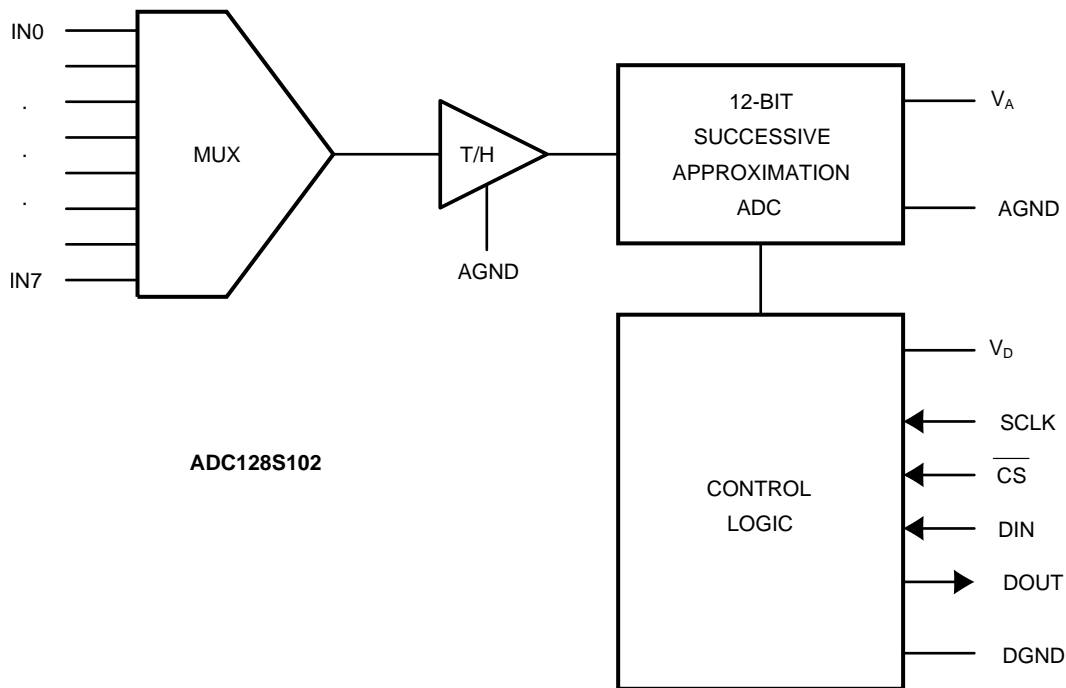 IN0
.
.
.
IN7
MUX
T/H
AGND
12-BIT
SUCCESSIVE
APPROXIMATION
ADC
VA
AGND
ADC128S102
CONTROL
LOGIC
VD
SCLK
CS
DIN
DOUT
DGND